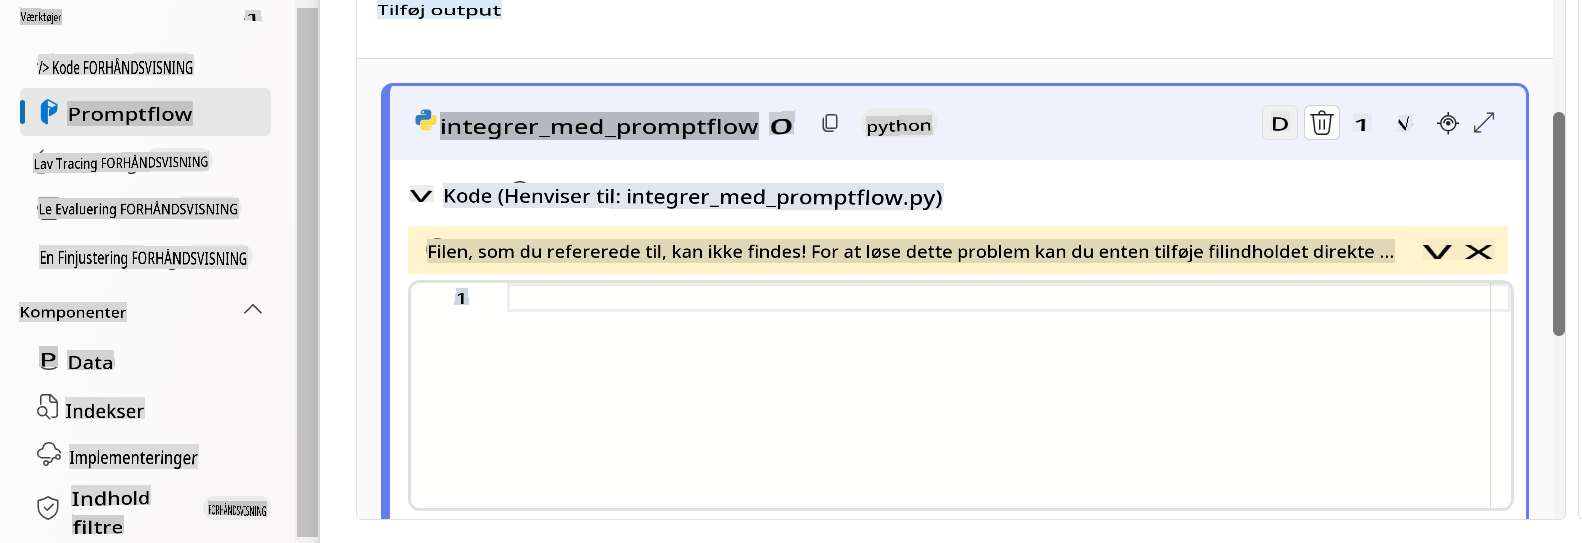 Værktøjer
Kode FORHÅNDSVISNING
Promptflow
Lav Tracing FORHÅNDSVISNING
Le Evaluering FORHÅNDSVISNING
En Finjustering FORHÅNDSVISNING
Komponenter
P Data
Indekser
Implementeringer
Indhold
filtre
FORHÅNDSVISNING
Tilføj output
integrer_med_promptflow O
python
D
1
Kode (Henviser til: integrer_med_promptflow.py)
Filen, som du refererede til, kan ikke findes! For at løse dette problem kan du enten tilføje filindholdet direkte ...
1